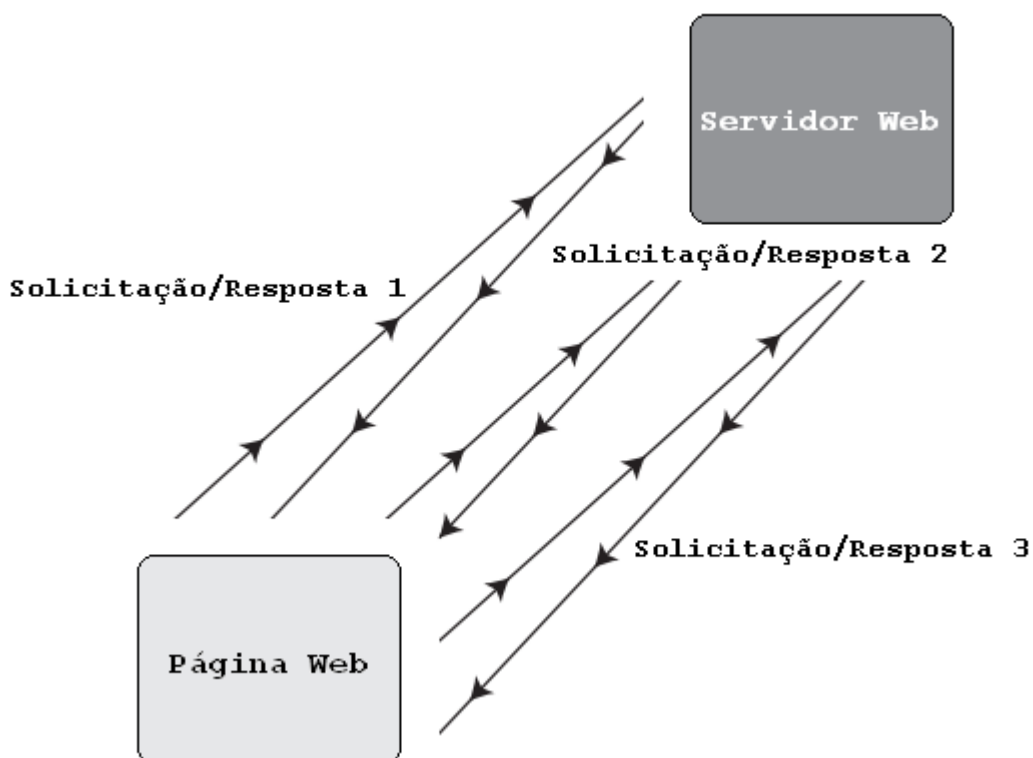 Servidor Web
Solicitação/Resposta 2
Solicitação/Resposta 1
Solicitação/Resposta 3
Página Web